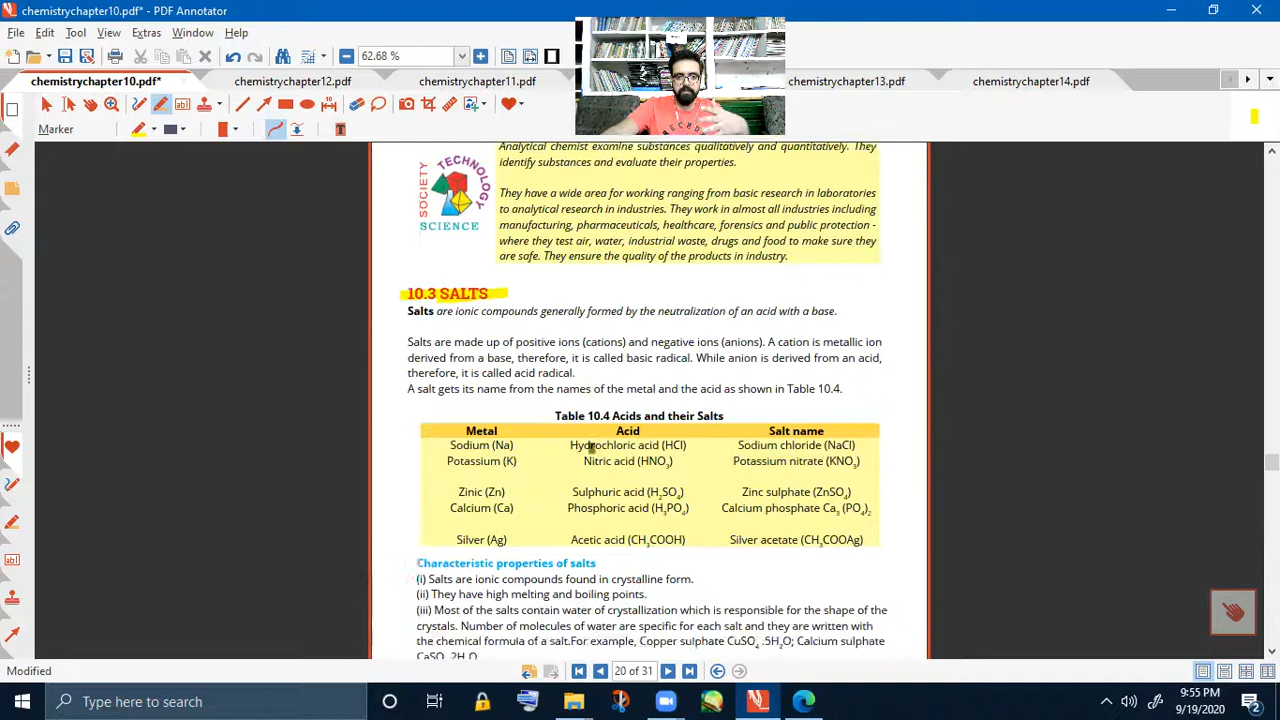 chemistrychapter10.pdf* - PDF Annotator
File Edit Tool View Extras Window Help
62.68 %
chemistrychapter10.pdf* chemistrychapter12.pdf chemistrychapter11.pdf chemistrychapter13.pdf chemistrychapter14.pdf
Marker
Analytical chemist examine substances qualitatively and quantitatively. They
identify substances and evaluate their properties.
SOCIETY TECHNOLOGY SCIENCE
They have a wide area for working ranging from basic research in laboratories
to analytical research in industries. They work in almost all industries including
manufacturing, pharmaceuticals, healthcare, forensics and public protection -
where they test air, water, industrial waste, drugs and food to make sure they
are safe. They ensure the quality of the products in industry.
10.3 SALTS
Salts are ionic compounds generally formed by the neutralization of an acid with a base.
Salts are made up of positive ions (cations) and negative ions (anions). A cation is metallic ion
derived from a base, therefore, it is called basic radical. While anion is derived from an acid,
therefore, it is called acid radical.
A salt gets its name from the names of the metal and the acid as shown in Table 10.4.
Table 10.4 Acids and their Salts
Metal Acid Salt name
Sodium (Na) Hydrochloric acid (HCl) Sodium chloride (NaCl)
Potassium (K) Nitric acid (HNO3) Potassium nitrate (KNO3)
Zinic (Zn) Sulphuric acid (H2SO4) Zinc sulphate (ZnSO4)
Calcium (Ca) Phosphoric acid (H3PO4) Calcium phosphate Ca3 (PO4)2
Silver (Ag) Acetic acid (CH3COOH) Silver acetate (CH3COOAg)
Characteristic properties of salts
(i) Salts are ionic compounds found in crystalline form.
(ii) They have high melting and boiling points.
(iii) Most of the salts contain water of crystallization which is responsible for the shape of the
crystals. Number of molecules of water are specific for each salt and they are written with
the chemical formula of a salt.For example, Copper sulphate CuSO4 .5H2O; Calcium sulphate
CaSO4 .2H2O
Modified
20 of 31
Type here to search
9:55 PM
9/19/2020
2